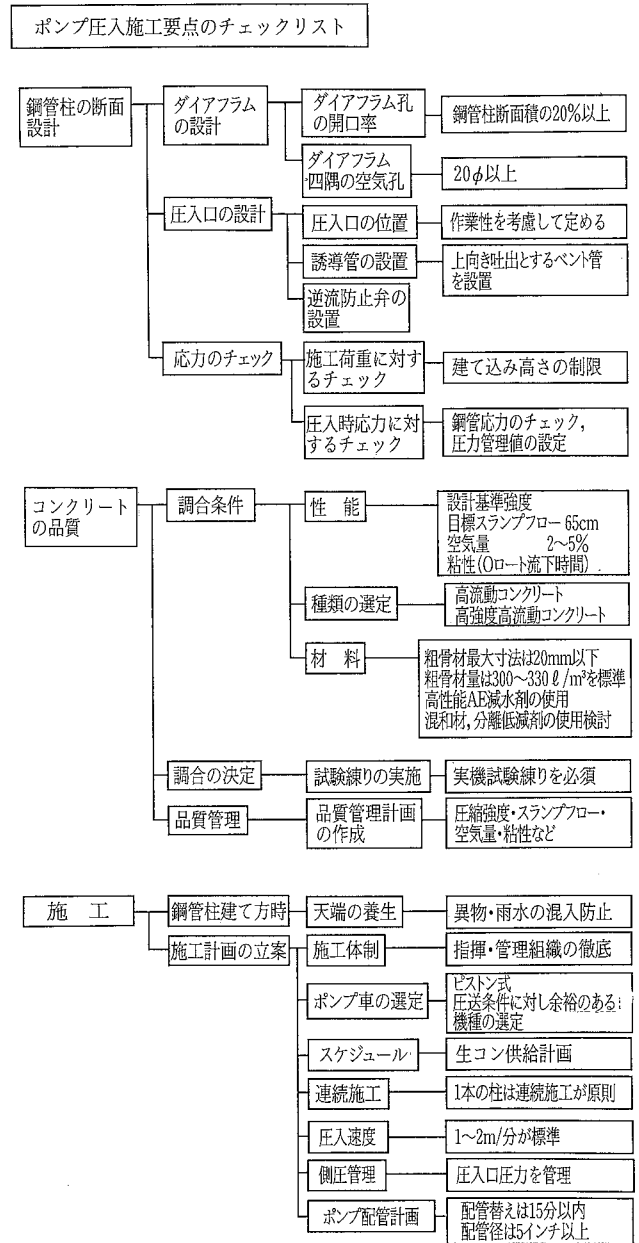 ポンプ圧入施工要点のチェックリスト
鋼管柱の断面
設計
ダイアフラム
の設計
ダイアフラム孔
の開口率
鋼管柱断面積の20%以上
ダイアフラム
四隅の空気孔
20φ以上
圧入口の設計
圧入口の位置
作業性を考慮して定める
誘導管の設置
上向き吐出とするベント管
を設置
逆流防止弁の
設置
応力のチェック
施工荷重に対す
るチェック
建て込み高さの制限
圧入時応力に対
するチェック
鋼管応力のチェック,
圧力管理値の設定
コンクリート
の品質
調合条件
性 能
設計基準強度
目標スランプフロー 65cm
空気量 2〜5%
粘性(Oロート流下時間)
種類の選定
高流動コンクリート
高強度高流動コンクリート
材 料
粗骨材最大寸法は20mm以下
粗骨材量は300〜330ℓ/m³を標準
高性能AE減水剤の使用
混和材,分離低減剤の使用検討
調合の決定
試験練りの実施
実機試験練りを必須
品質管理
品質管理計画
の作成
圧縮強度・スランプフロー・
空気量・粘性など
施 工
鋼管柱建て方時
天端の養生
異物・雨水の混入防止
施工計画の立案
施工体制
指揮・管理組織の徹底
ポンプ車の選定
ピストン式
圧送条件に対し余裕のある
機種の選定
スケジュール
生コン供給計画
連続施工
1本の柱は連続施工が原則
圧入速度
1〜2m/分が標準
側圧管理
圧入口圧力を管理
ポンプ配管計画
配管替えは15分以内
配管径は5インチ以上